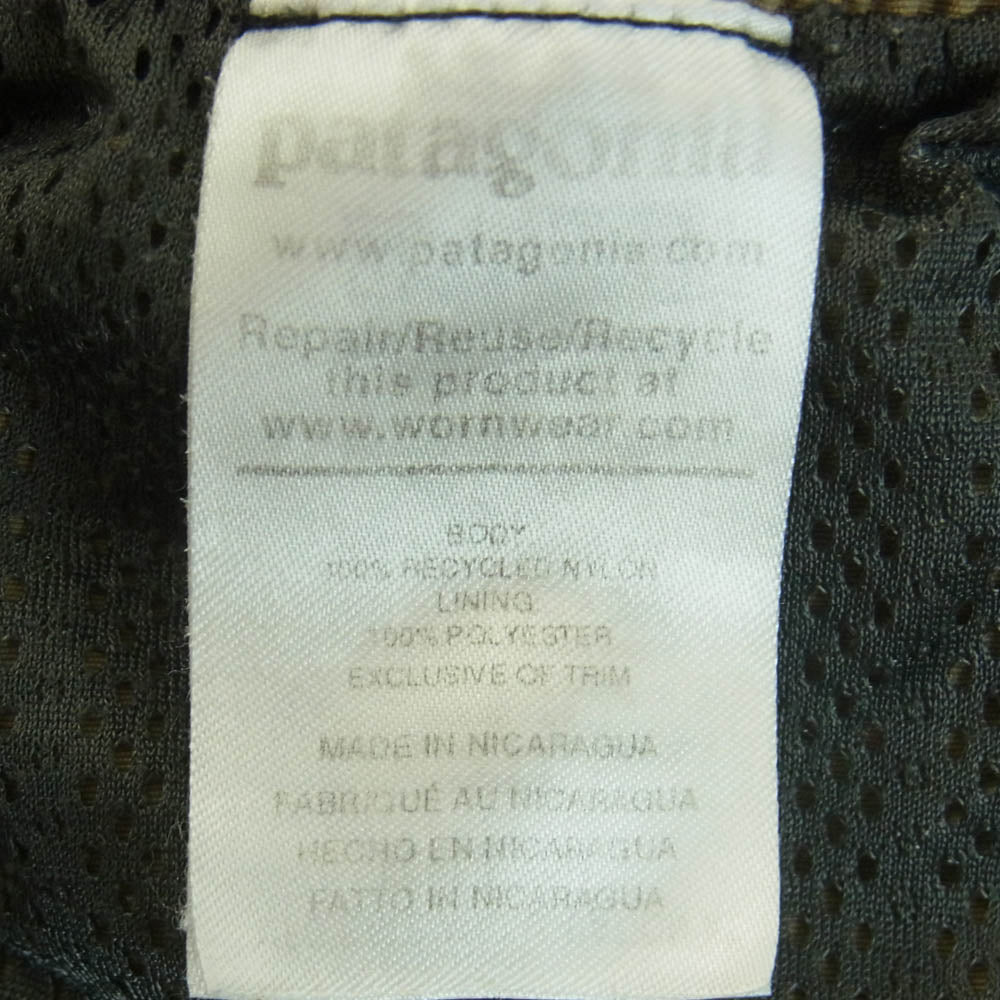 patagonia
www.patagonia.com
Repair/Reuse/Recycle
this product at
www.wornwear.com
BODY
100% RECYCLED NYLON
LINING
100% POLYESTER
EXCLUSIVE OF TRIM
MADE IN NICARAGUA
FABRIQUÉ AU NICARAGUA
HECHO EN NICARAGUA
FATTO IN NICARAGUA